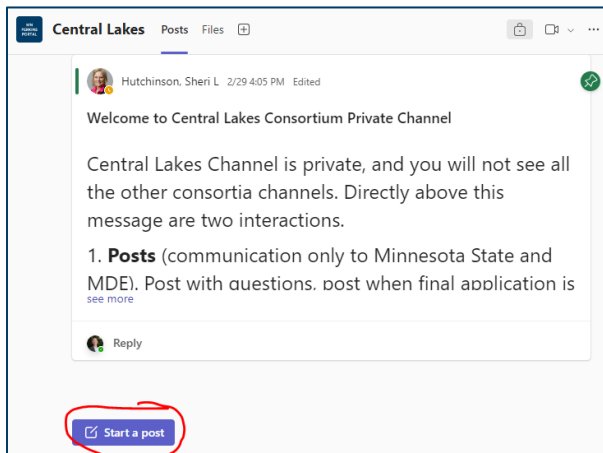 Central Lakes Posts Files
Hutchinson, Sheri L 2/29 4:05 PM Edited
Welcome to Central Lakes Consortium Private Channel
Central Lakes Channel is private, and you will not see all
the other consortia channels. Directly above this
message are two interactions.
1. Posts (communication only to Minnesota State and
MDE). Post with questions, post when final application is
see more
Reply
Start a post